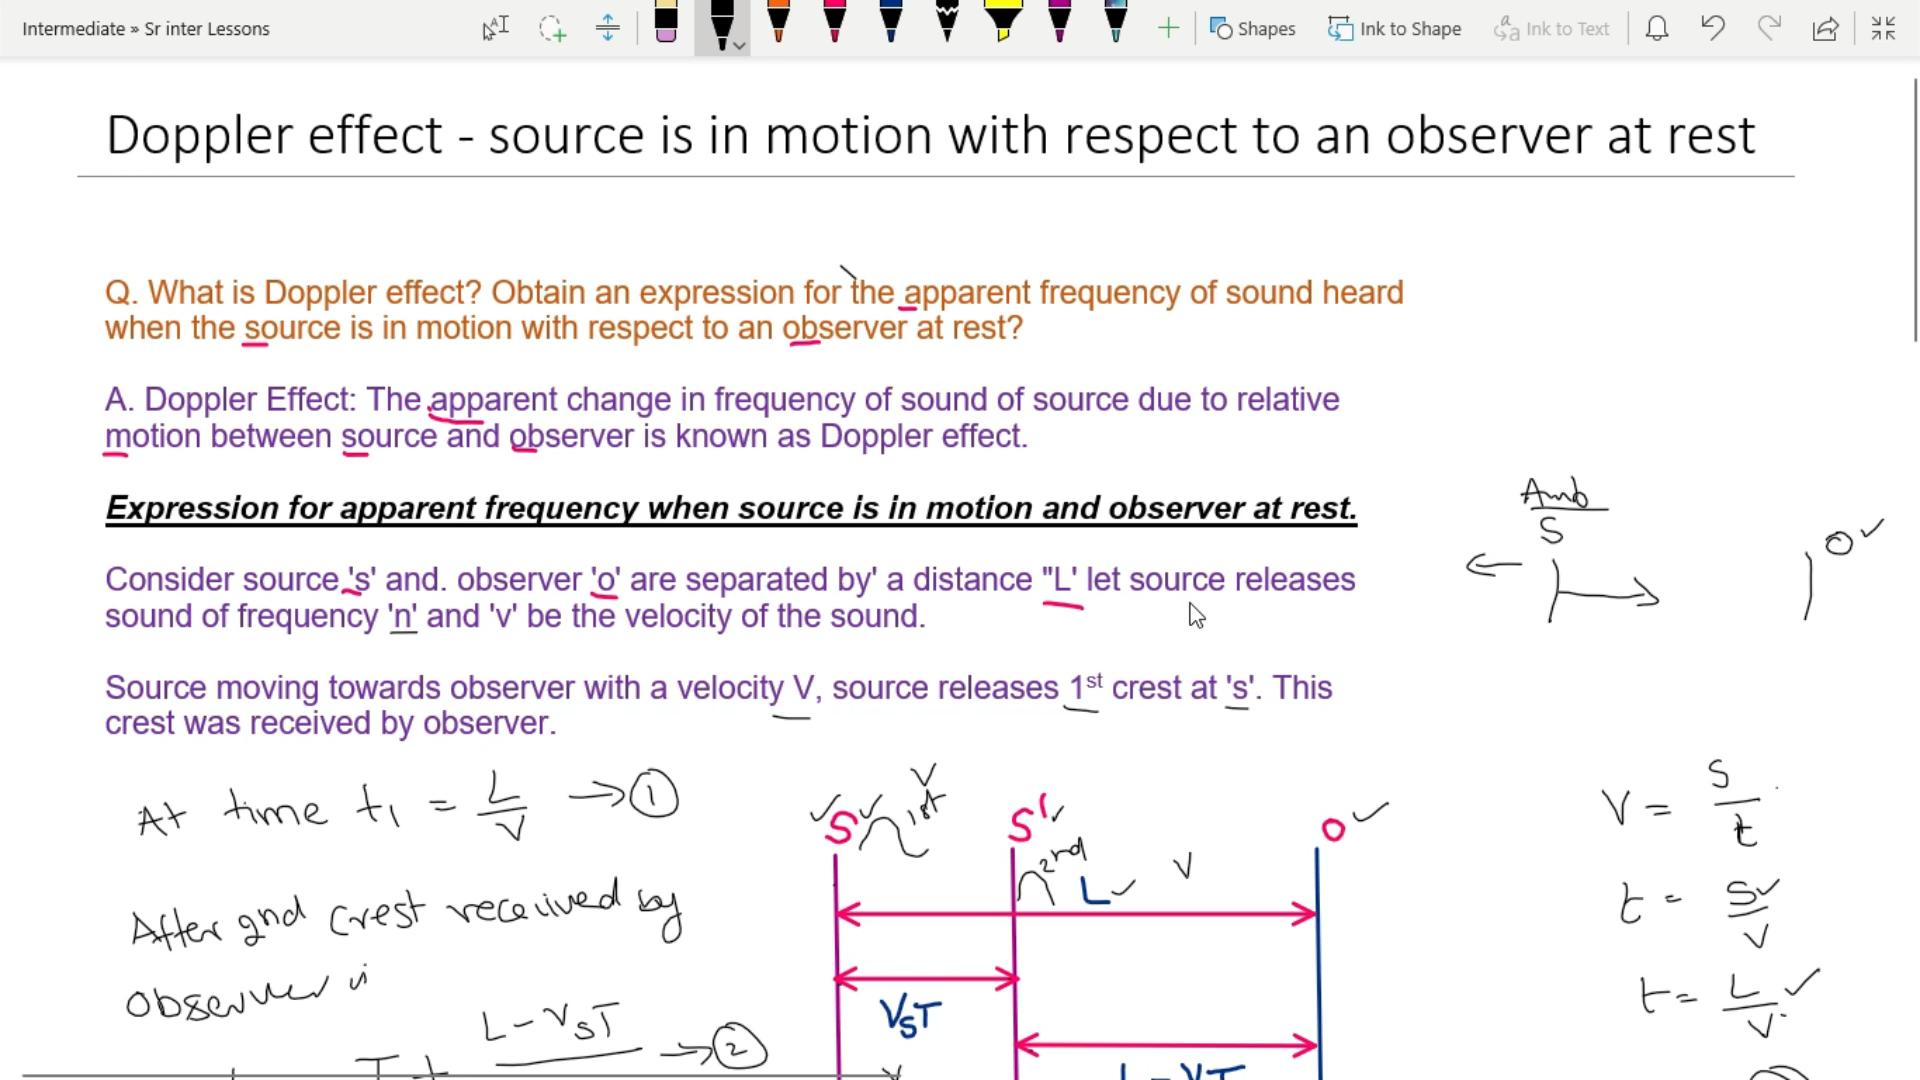 Intermediate » Sr inter Lessons
Shapes
Ink to Shape
Ink to Text
Doppler effect - source is in motion with respect to an observer at rest
Q. What is Doppler effect? Obtain an expression for the apparent frequency of sound heard
when the source is in motion with respect to an observer at rest?
A. Doppler Effect: The apparent change in frequency of sound of source due to relative
motion between source and observer is known as Doppler effect.
Expression for apparent frequency when source is in motion and observer at rest.
Amb
S
O
Consider source 's' and. observer 'o' are separated by' a distance "L' let source releases
sound of frequency 'n' and 'v' be the velocity of the sound.
Source moving towards observer with a velocity V, source releases 1st crest at 's'. This
crest was received by observer.
At time t1 = L/V → ①
After 2nd crest received by
observer is
T + L - VST → ②
S 1st V
S' 2nd
O
L V
VST
L - VT
V = S/t
t = S/V
t = L/V